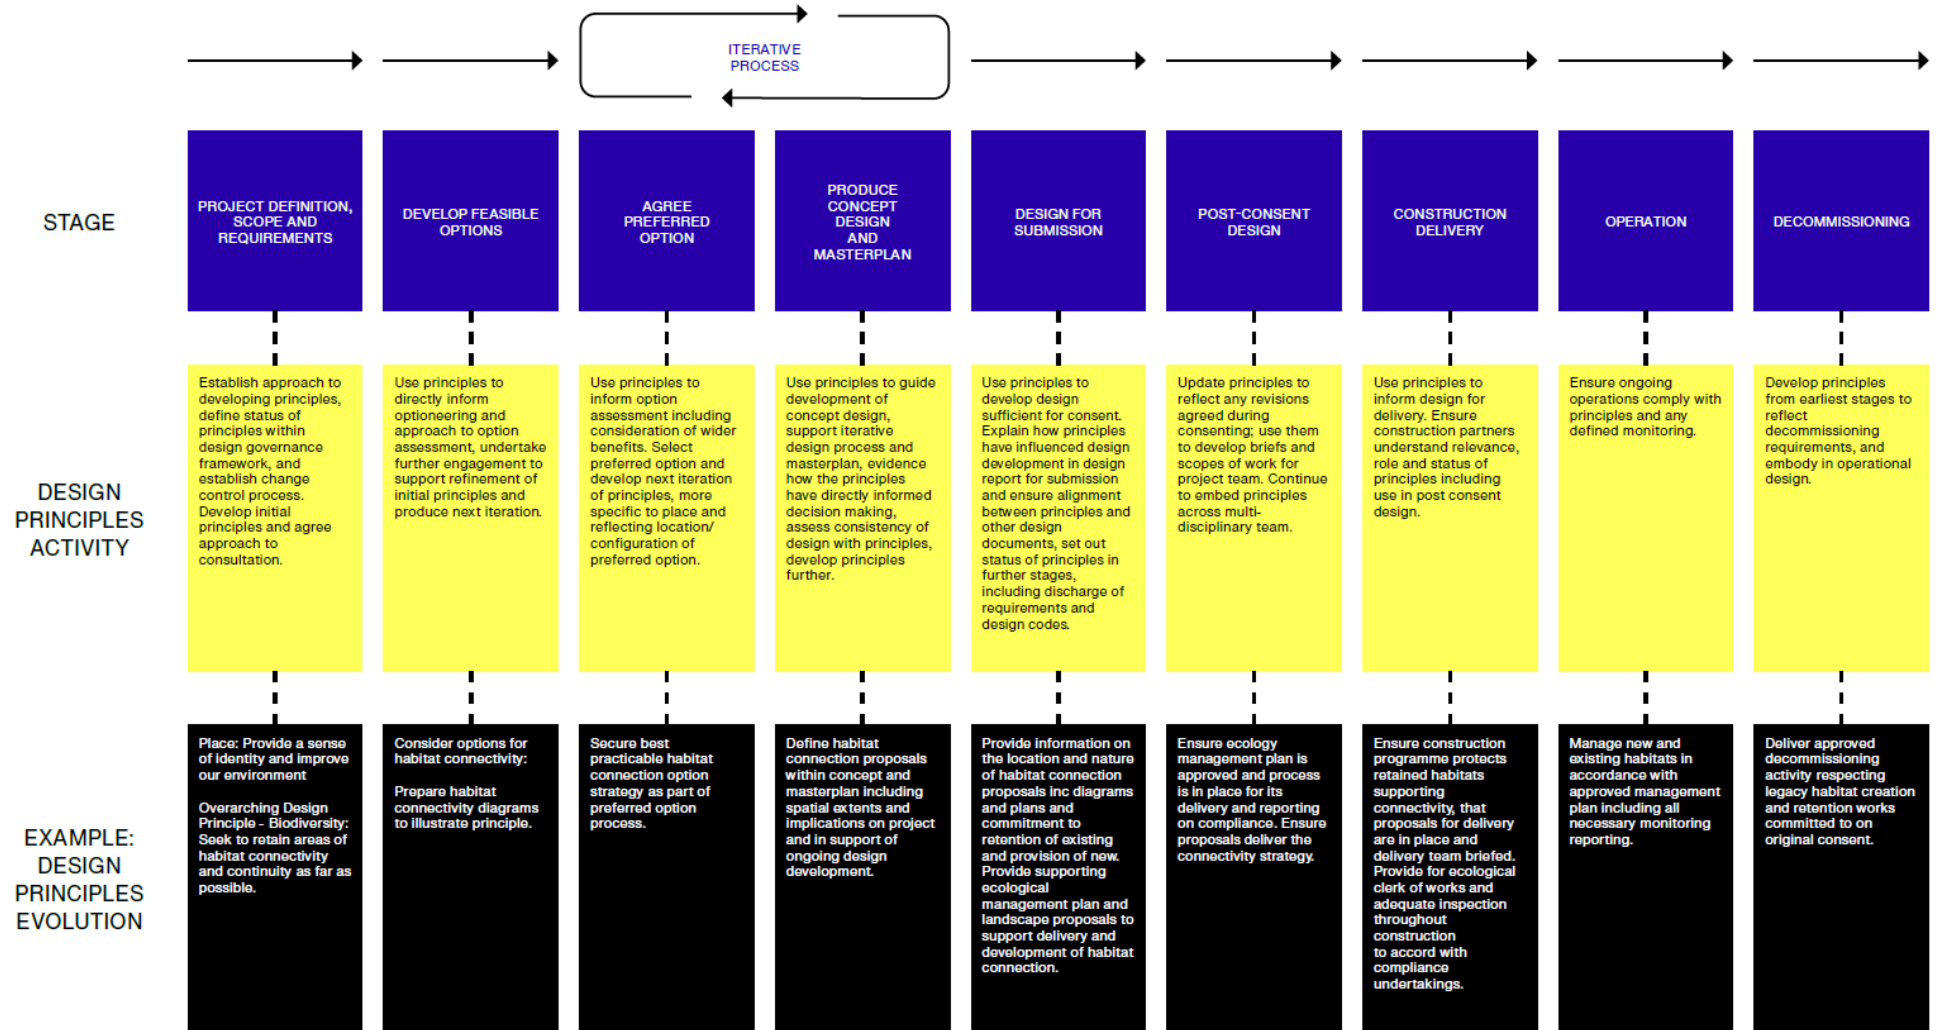 ITERATIVE
PROCESS
STAGE
PROJECT DEFINITION,
SCOPE AND
REQUIREMENTS
DEVELOP FEASIBLE
OPTIONS
AGREE
PREFERRED
OPTION
PRODUCE
CONCEPT
DESIGN
AND
MASTERPLAN
DESIGN FOR
SUBMISSION
POST-CONSENT
DESIGN
CONSTRUCTION
DELIVERY
OPERATION
DECOMMISSIONING
DESIGN
PRINCIPLES
ACTIVITY
Establish approach to
developing principles,
define status of
principles within
design governance
framework, and
establish change
control process.
Develop initial
principles and agree
approach to
consultation.
Use principles to
directly inform
optioneering and
approach to option
assessment, undertake
further engagement to
support refinement of
initial principles and
produce next iteration.
Use principles to
inform option
assessment including
consideration of wider
benefits. Select
preferred option and
develop next iteration
of principles, more
specific to place and
reflecting location/
configuration of
preferred option.
Use principles to guide
development of
concept design,
support iterative
design process and
masterplan, evidence
how the principles
have directly informed
decision making,
assess consistency of
design with principles,
develop principles
further.
Use principles to
develop design
sufficient for consent.
Explain how principles
have influenced design
development in design
report for submission
and ensure alignment
between principles and
other design
documents, set out
status of principles in
further stages,
including discharge of
requirements and
design codes.
Update principles to
reflect any revisions
agreed during
consenting; use them
to develop briefs and
scopes of work for
project team. Continue
to embed principles
across multi-
disciplinary team.
Use principles to
inform design for
delivery. Ensure
construction partners
understand relevance,
role and status of
principles including
use in post consent
design.
Ensure ongoing
operations comply with
principles and any
defined monitoring.
Develop principles
from earliest stages to
reflect
decommissioning
requirements, and
embody in operational
design.
EXAMPLE:
DESIGN
PRINCIPLES
EVOLUTION
Place: Provide a sense
of identity and improve
our environment
Overarching Design
Principle - Biodiversity:
Seek to retain areas of
habitat connectivity
and continuity as far as
possible.
Consider options for
habitat connectivity:
Prepare habitat
connectivity diagrams
to illustrate principle.
Secure best
practicable habitat
connection option
strategy as part of
preferred option
process.
Define habitat
connection proposals
within concept and
masterplan including
spatial extents and
implications on project
and in support of
ongoing design
development.
Provide information on
the location and nature
of habitat connection
proposals inc diagrams
and plans and
commitment to
retention of existing
and provision of new.
Provide supporting
ecological
management plan and
landscape proposals to
support delivery and
development of habitat
connection.
Ensure ecology
management plan is
approved and process
is in place for its
delivery and reporting
on compliance. Ensure
proposals deliver the
connectivity strategy.
Ensure construction
programme protects
retained habitats
supporting
connectivity, that
proposals for delivery
are in place and
delivery team briefed.
Provide for ecological
clerk of works and
adequate inspection
throughout
construction
to accord with
compliance
undertakings.
Manage new and
existing habitats in
accordance with
approved management
plan including all
necessary monitoring
reporting.
Deliver approved
decommissioning
activity respecting
legacy habitat creation
and retention works
committed to on
original consent.